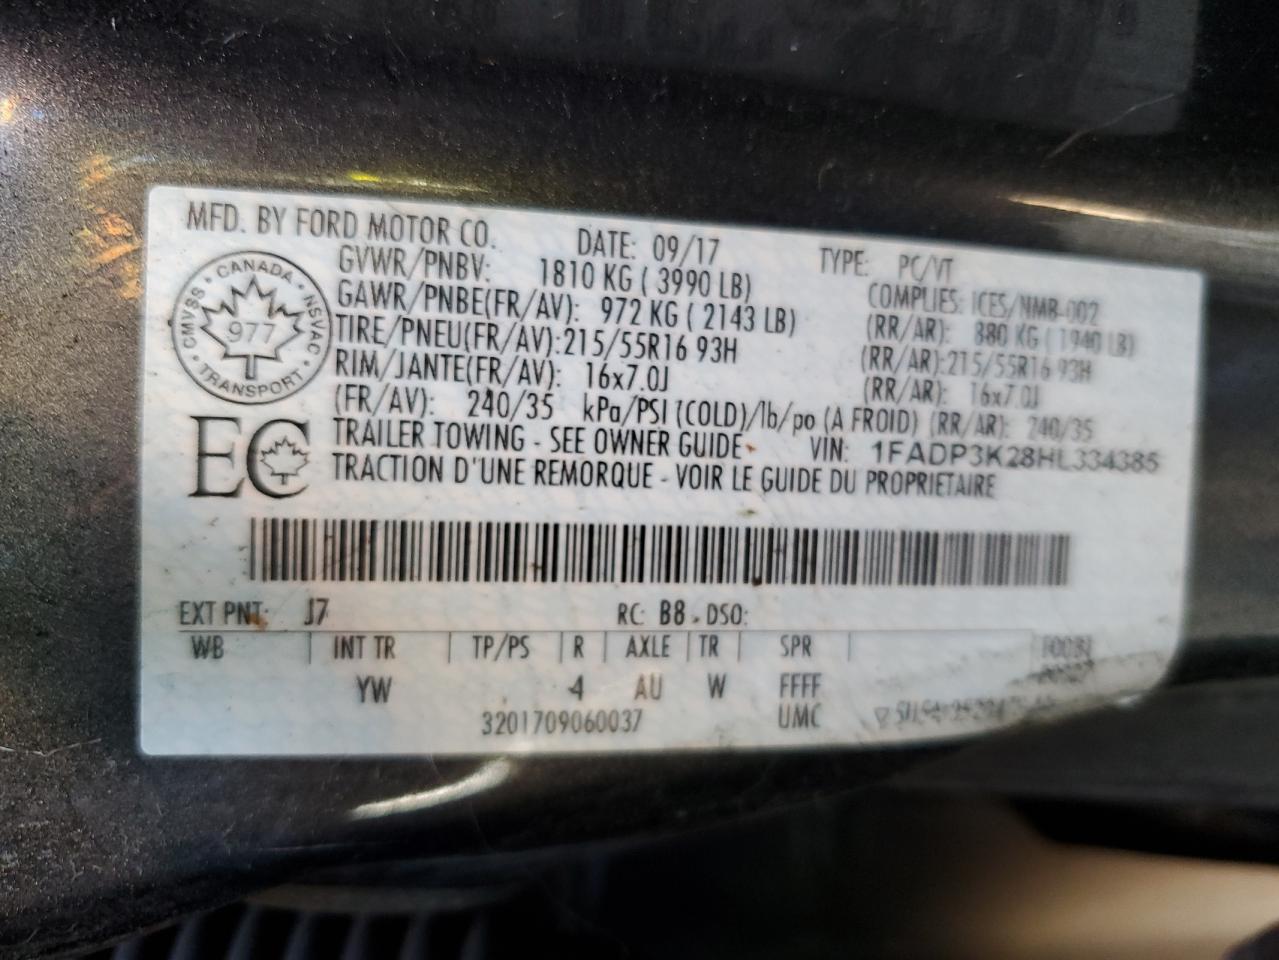 MFD. BY FORD MOTOR CO. DATE: 09/17 TYPE: PC/VT
GVWR/PNBV: 1810 KG ( 3990 LB) COMPLIES: ICES/NMB-002
GAWR/PNBE(FR/AV): 972 KG ( 2143 LB) (RR/AR): 880 KG ( 1940 LB)
TIRE/PNEU(FR/AV):215/55R16 93H (RR/AR):215/55R16 93H
RIM/JANTE(FR/AV): 16x7.0J (RR/AR): 16x7.0J
(FR/AV): 240/35 kPa/PSI (COLD)/lb/po (A FROID) (RR/AR): 240/35
TRAILER TOWING - SEE OWNER GUIDE VIN: 1FADP3K28HL334385
TRACTION D'UNE REMORQUE - VOIR LE GUIDE DU PROPRIETAIRE
CANADA
CMVSS 977 NSVAC
TRANSPORT
EC
EXT PNT: J7 RC: B8 DSO:
WB INT TR TP/PS R AXLE TR SPR
YW 4 AU W FFFF
3201709060037 UMC